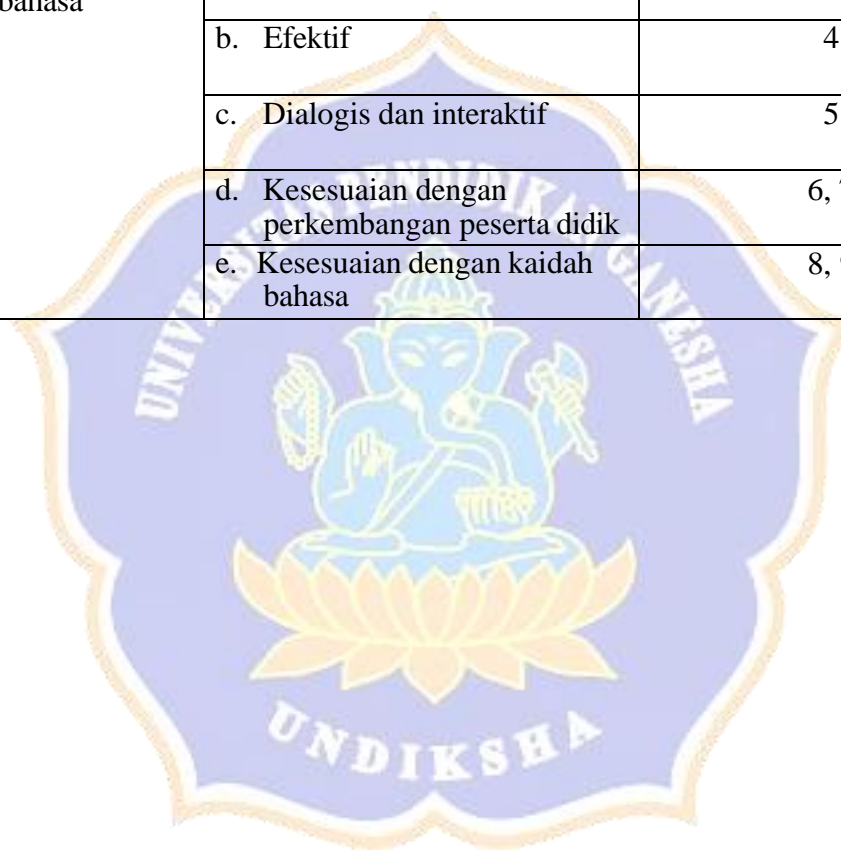 bahasa
b. Efektif 4
c. Dialogis dan interaktif 5
d. Kesesuaian dengan 6,
perkembangan peserta didik
e. Kesesuaian dengan kaidah 8,
bahasa
UNIVERSITAS PENDIDIKAN GANESHA
UNDIKSHA